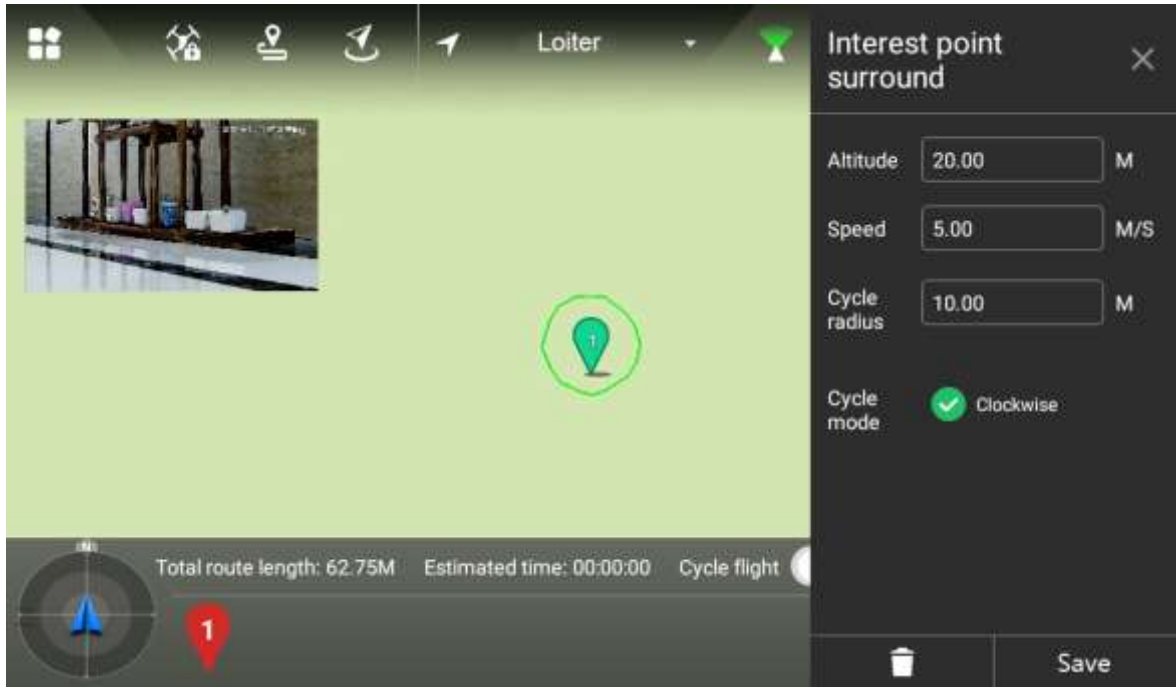 Loiter
Interest point
surround
Altitude 20.00 M
Speed 5.00 M/S
Cycle
radius 10.00 M
1
Cycle
mode Clockwise
N
Total route length: 62.75M Estimated time: 00:00:00 Cycle flight
1
Save